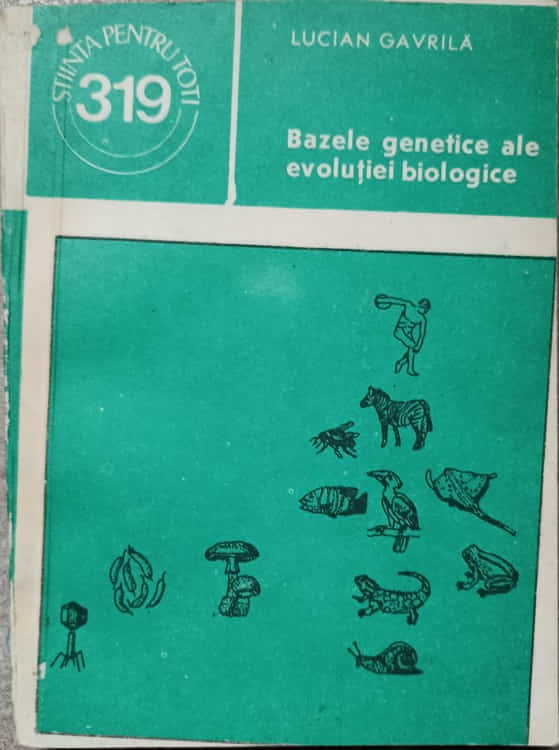 ȘTIINȚA PENTRU TOȚI
319
LUCIAN GAVRILĂ
Bazele genetice ale
evoluției biologice